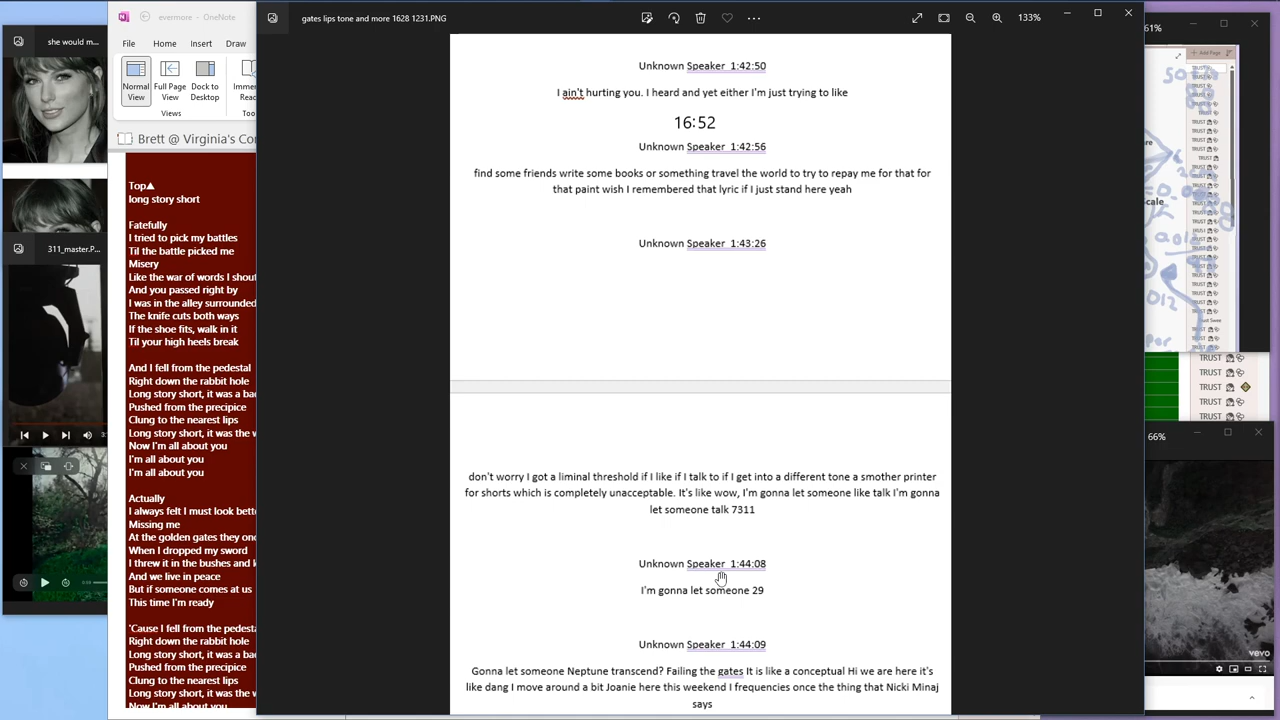 she would m...
311_master.P...
evermore - OneNote
File Home Insert Draw
Normal View
Full Page View
Dock to Desktop
Immer
Rea
Views
Brett @ Virginia's Co
Top▲
long story short
Fatefully
I tried to pick my battles
Til the battle picked me
Misery
Like the war of words I shout
And you passed right by
I was in the alley surrounded
The knife cuts both ways
If the shoe fits, walk in it
Til your high heels break
And I fell from the pedestal
Right down the rabbit hole
Long story short, it was a ba
Pushed from the precipice
Clung to the nearest lips
Long story short, it was the w
Now I'm all about you
I'm all about you
I'm all about you
Actually
I always felt I must look bett
Missing me
At the golden gates they on
When I dropped my sword
I threw it in the bushes and k
And we live in peace
But if someone comes at us
This time I'm ready
'Cause I fell from the pedesta
Right down the rabbit hole
Long story short, it was a ba
Pushed from the precipice
Clung to the nearest lips
Long story short, it was the w
Now I'm all about you
gates lips tone and more 1628 1231.PNG
133%
Unknown Speaker 1:42:50
I ain't hurting you. I heard and yet either I'm just trying to like
16:52
Unknown Speaker 1:42:56
find some friends write some books or something travel the world to try to repay me for that for
that paint wish I remembered that lyric if I just stand here yeah
Unknown Speaker 1:43:26
don't worry I got a liminal threshold if I like if I talk to if I get into a different tone a smother printer
for shorts which is completely unacceptable. It's like wow, I'm gonna let someone like talk I'm gonna
let someone talk 7311
Unknown Speaker 1:44:08
I'm gonna let someone 29
Unknown Speaker 1:44:09
Gonna let someone Neptune transcend? Failing the gates It is like a conceptual Hi we are here it's
like dang I move around a bit Joanie here this weekend I frequencies once the thing that Nicki Minaj
says
61%
Add Page
TRUST
TRUST
TRUST
TRUST
TRUST
TRUST
66%
vevo